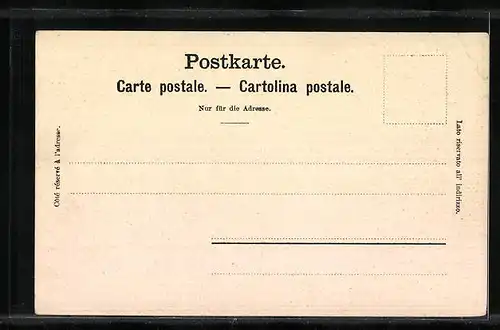 Postkarte.
Carte postale. — Cartolina postale.
Nur für die Adresse.
Côté réservé à l'adresse.
Lato riservato all' indirizzo.